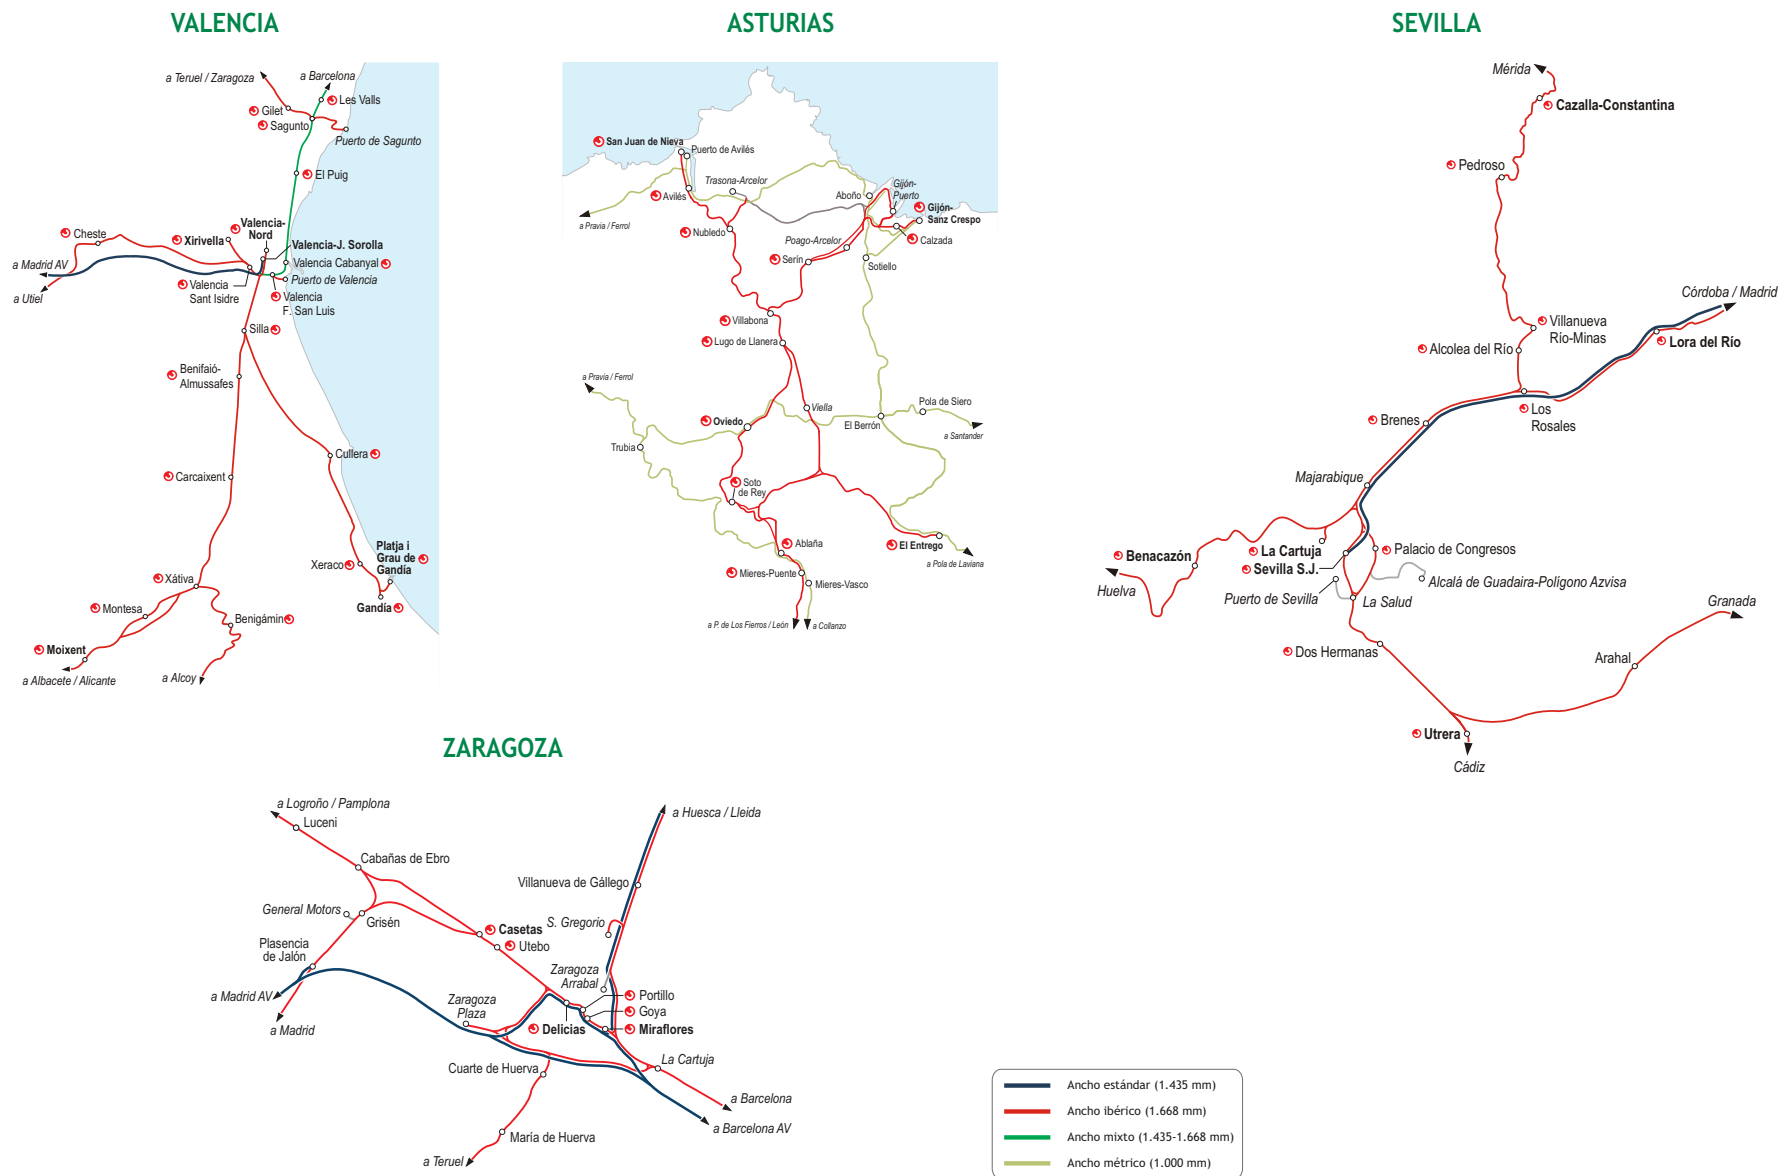 VALENCIA
a Teruel / Zaragoza
a Barcelona
Les Valls
Gilet
Sagunto
Puerto de Sagunto
El Puig
Valencia-
Nord
Cheste
Xirivella
Valencia-J. Sorolla
a Madrid AV
Valencia Cabanyal
Puerto de Valencia
a Utiel
Valencia
Sant Isidre
Valencia
F. San Luis
Silla
Benifaió-
Almussafes
Cullera
Carcaixent
Platja i
Grau de
Gandía
Xeraco
Xátiva
Gandía
Montesa
Benigámin
Moixent
a Albacete / Alicante
a Alcoy
ASTURIAS
San Juan de Nieva
Puerto de Avilés
Trasona-Arcelor
Avilés
Aboño
Gijón-
Puerto
Gijón-
Sanz Crespo
a Pravia / Ferrol
Nubledo
Calzada
Poago-Arcelor
Serín
Sotiello
Villabona
Lugo de Llanera
a Pravia / Ferrol
Viella
Pola de Siero
Oviedo
El Berrón
a Santander
Trubia
Soto
de Rey
Ablaña
El Entrego
a Pola de Laviana
Mieres-Puente
Mieres-Vasco
a P. de Los Fierros / León
a Collanzo
SEVILLA
Mérida
Cazalla-Constantina
Pedroso
Córdoba / Madrid
Villanueva
Río-Minas
Alcolea del Río
Lora del Río
Los
Rosales
Brenes
Majarabique
Benacazón
La Cartuja
Palacio de Congresos
Sevilla S.J.
Alcalá de Guadaira-Polígono Azvisa
Huelva
Puerto de Sevilla
La Salud
Granada
Dos Hermanas
Arahal
Utrera
Cádiz
ZARAGOZA
a Logroño / Pamplona
Luceni
a Huesca / Lleida
Cabañas de Ebro
Villanueva de Gállego
General Motors
Grisén
S. Gregorio
Casetas
Utebo
Plasencia
de Jalón
Zaragoza
Arrabal
a Madrid AV
Zaragoza
Plaza
Portillo
Goya
a Madrid
Delicias
Miraflores
La Cartuja
Cuarte de Huerva
a Barcelona
a Barcelona AV
María de Huerva
a Teruel
Ancho estándar (1.435 mm)
Ancho ibérico (1.668 mm)
Ancho mixto (1.435-1.668 mm)
Ancho métrico (1.000 mm)